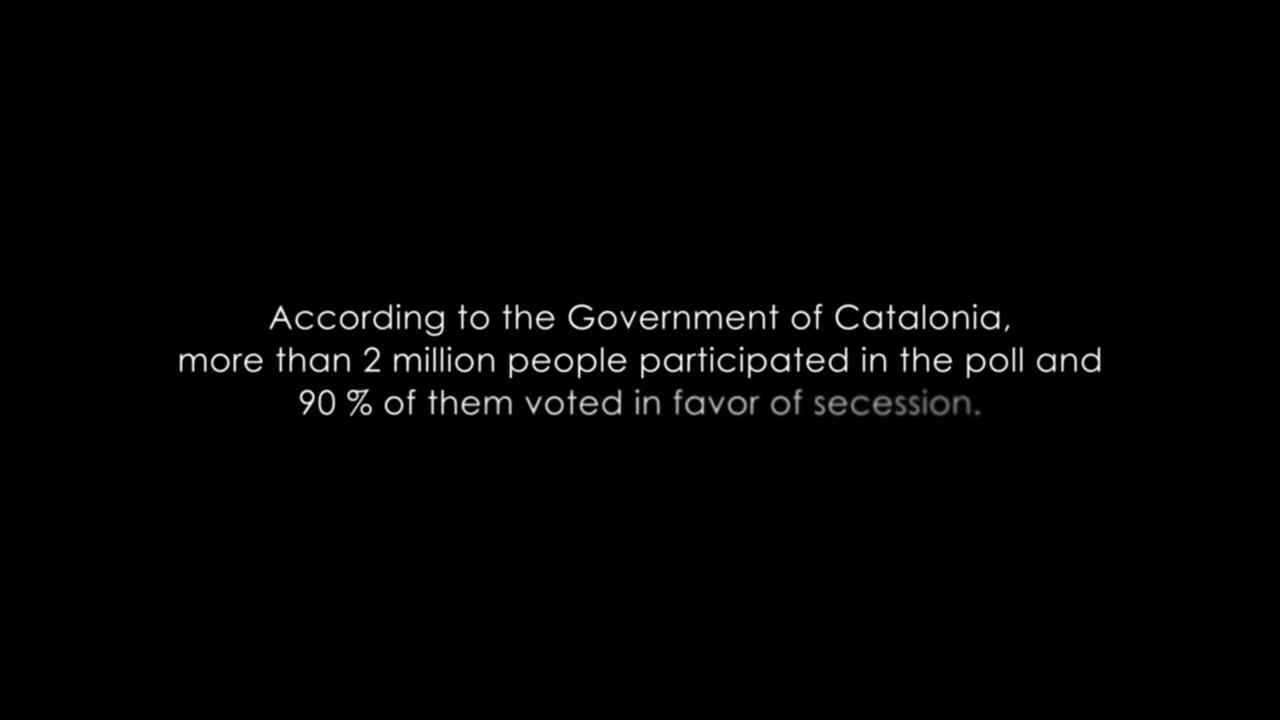 According to the Government of Catalonia,
more than 2 million people participated in the poll and
90 % of them voted in favor of secession.